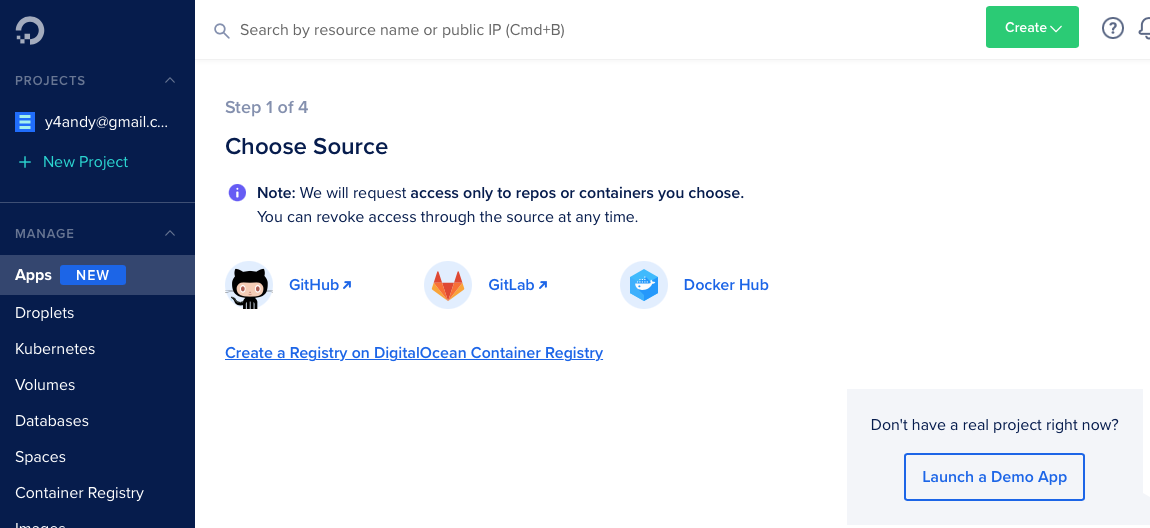 Search by resource name or public IP (Cmd+B)
Create
?
PROJECTS
y4andy@gmail.c...
+ New Project
MANAGE
Apps NEW
Droplets
Kubernetes
Volumes
Databases
Spaces
Container Registry
Images
Step 1 of 4
Choose Source
Note: We will request access only to repos or containers you choose.
You can revoke access through the source at any time.
GitHub
GitLab
Docker Hub
Create a Registry on DigitalOcean Container Registry
Don't have a real project right now?
Launch a Demo App